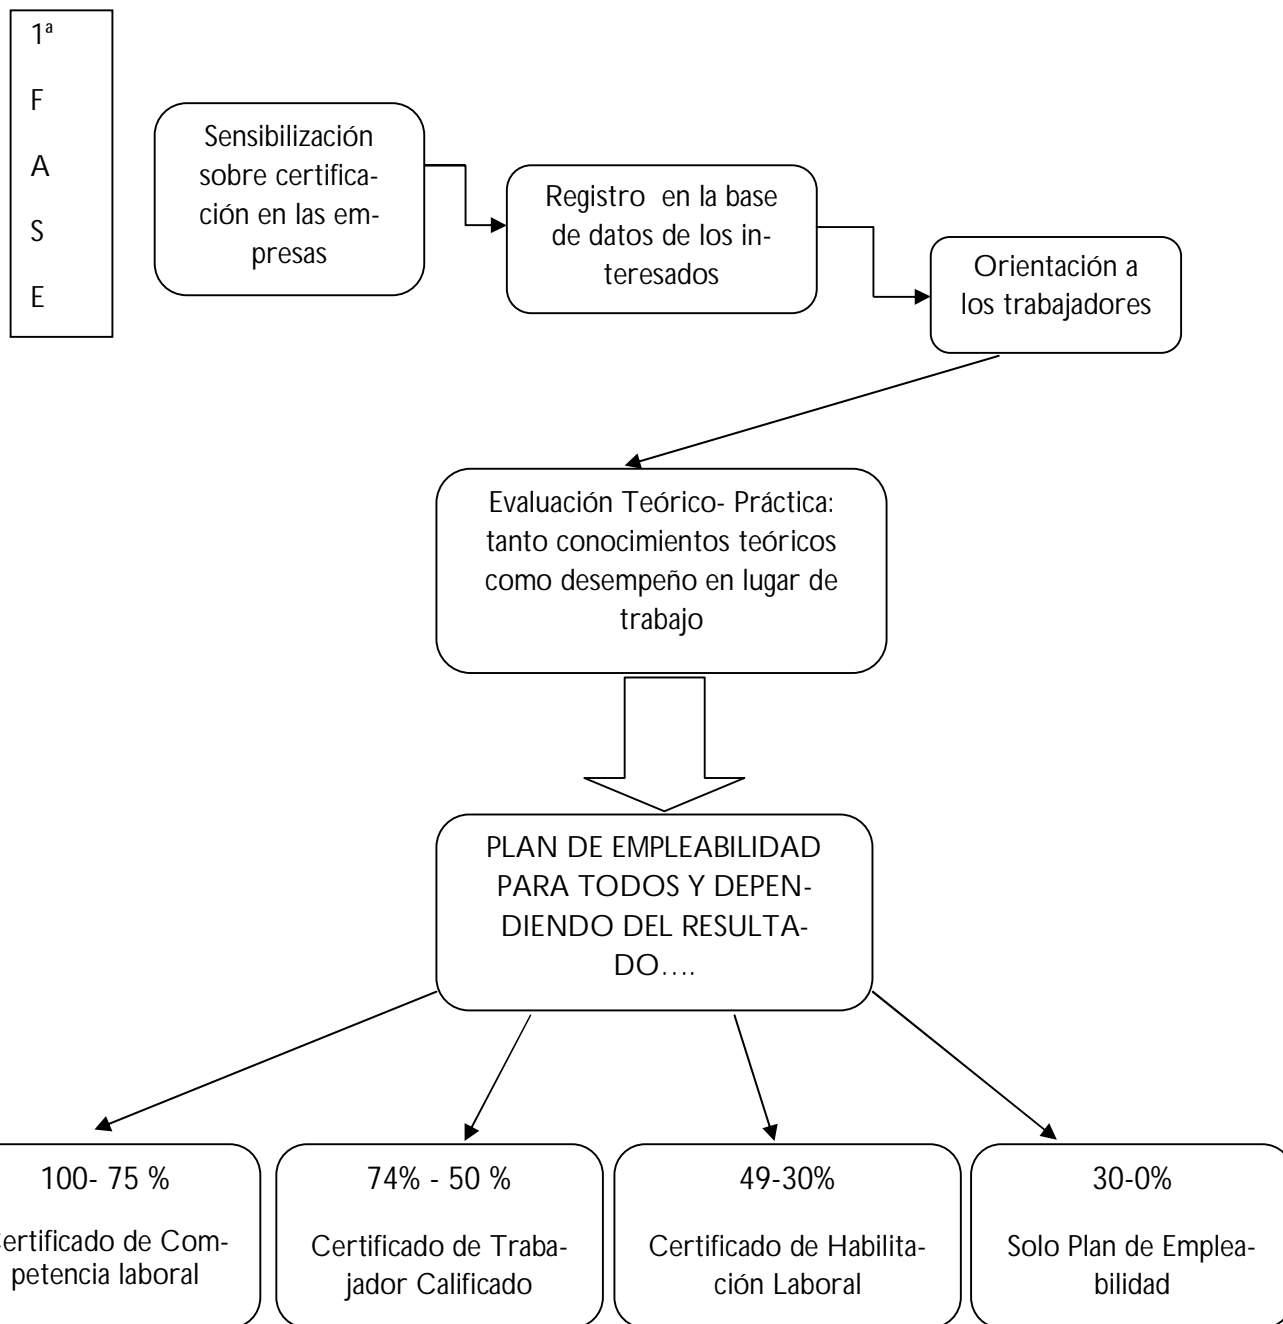 1ª
F
A
S
E
Sensibilización
sobre certifica-
ción en las em-
presas
Registro en la base
de datos de los in-
teresados
Orientación a
los trabajadores
Evaluación Teórico- Práctica:
tanto conocimientos teóricos
como desempeño en lugar de
trabajo
PLAN DE EMPLEABILIDAD
PARA TODOS Y DEPEN-
DIENDO DEL RESULTA-
DO....
100- 75 %
Certificado de Com-
petencia laboral
74% - 50 %
Certificado de Traba-
jador Calificado
49-30%
Certificado de Habilita-
ción Laboral
30-0%
Solo Plan de Emplea-
bilidad